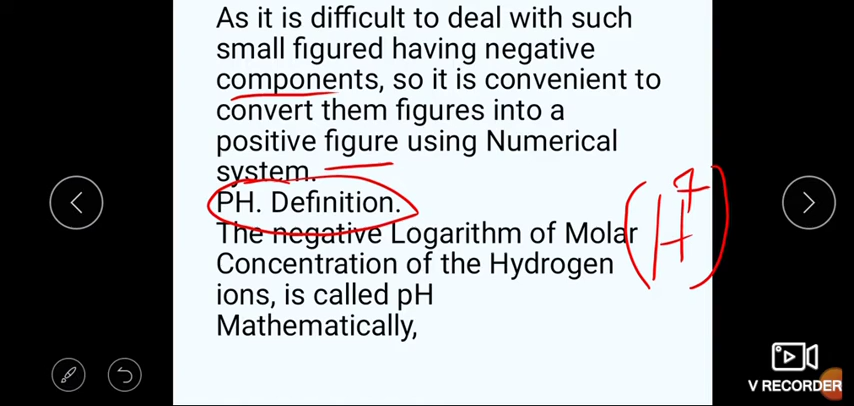 As it is difficult to deal with such
small figured having negative
components, so it is convenient to
convert them figures into a
positive figure using Numerical
system.
PH. Definition.
The negative Logarithm of Molar
Concentration of the Hydrogen
ions, is called pH
Mathematically,
(H+)
V RECORDER